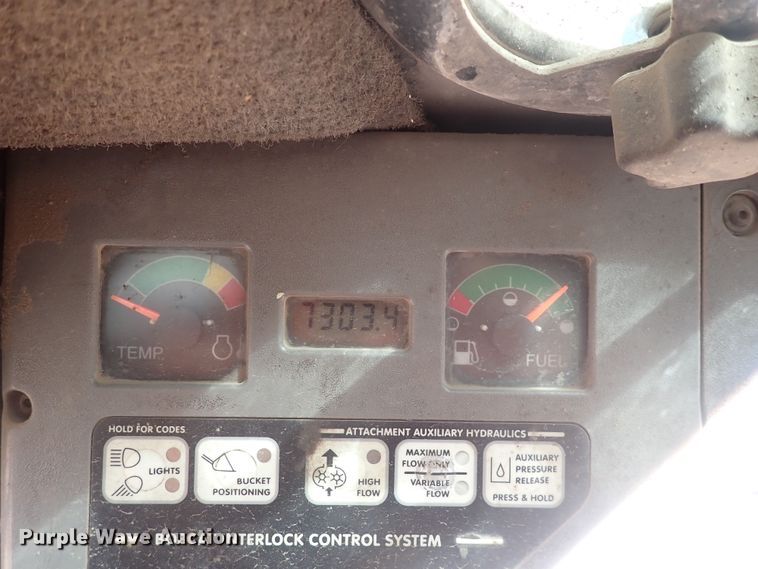 7303.4
TEMP
FUEL
HOLD FOR CODES
ATTACHMENT AUXILIARY HYDRAULICS
LIGHTS
BUCKET
POSITIONING
HIGH
FLOW
MAXIMUM
FLOW ONLY
VARIABLE
FLOW
AUXILIARY
PRESSURE
RELEASE
PRESS & HOLD
INTERLOCK CONTROL SYSTEM
Purple Wave Auction